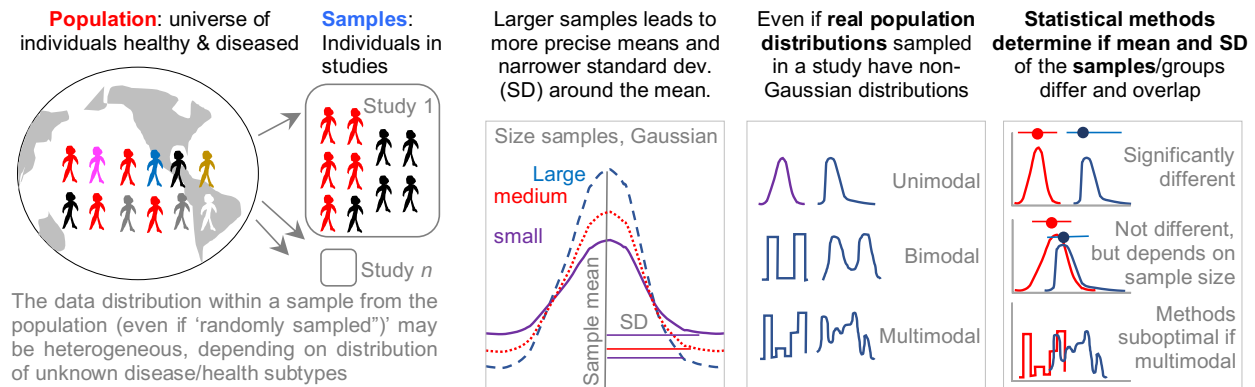 Population: universe of
individuals healthy & diseased
Samples:
Individuals in
studies
Study 1
Study n
The data distribution within a sample from the
population (even if ‘randomly sampled”)’ may
be heterogeneous, depending on distribution
of unknown disease/health subtypes
Larger samples leads to
more precise means and
narrower standard dev.
(SD) around the mean.
Size samples, Gaussian
Large
medium
small
Sample mean
SD
Even if real population
distributions sampled
in a study have non-
Gaussian distributions
Unimodal
Bimodal
Multimodal
Statistical methods
determine if mean and SD
of the samples/groups
differ and overlap
Significantly
different
Not different,
but depends on
sample size
Methods
suboptimal if
multimodal